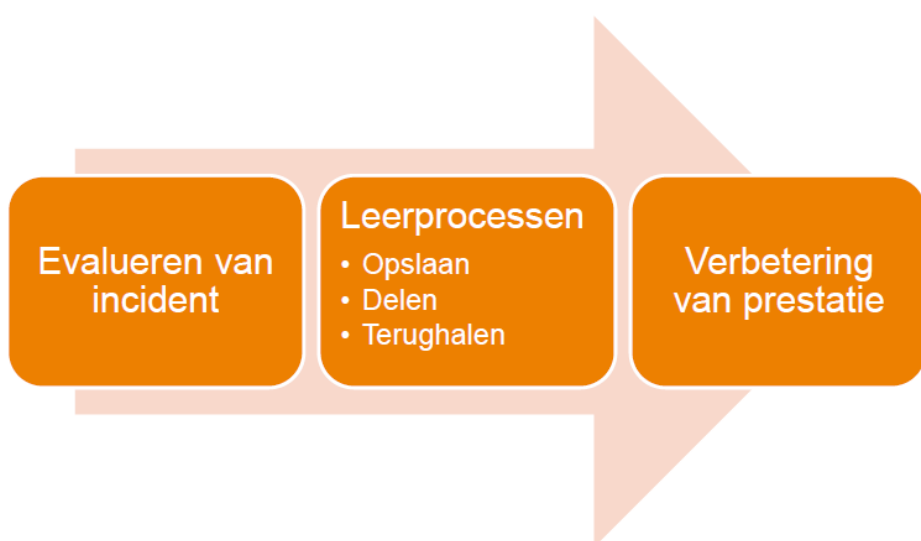 Evalueren van
incident
Leerprocessen
• Opslaan
• Delen
• Terughalen
Verbetering
van prestatie